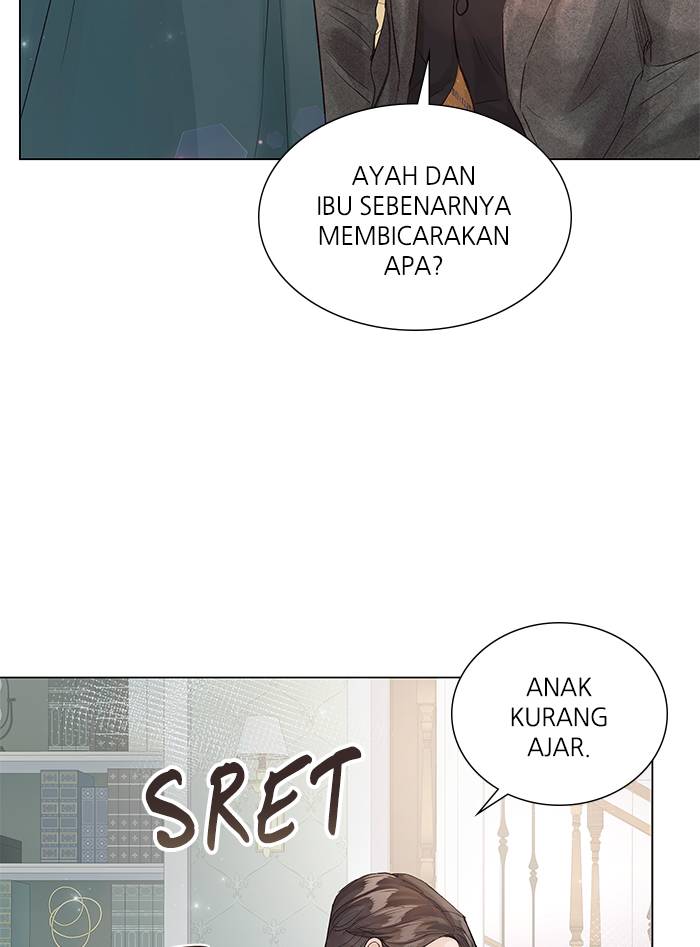 AYAH DAN
IBU SEBENARNYA
MEMBICARAKAN
APA?
ANAK
KURANG
AJAR.
SRET